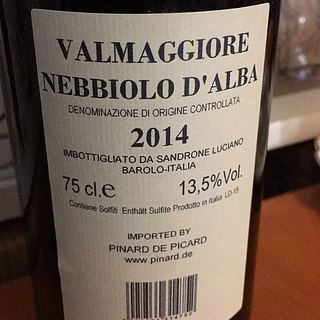 VALMAGGIORE
NEBBIOLO D'ALBA
DENOMINAZIONE DI ORIGINE CONTROLLATA
2014
IMBOTTIGLIATO DA SANDRONE LUCIANO
BAROLO-ITALIA
75 cl.e 13,5%Vol.
Contiene Solfiti Enthält Sulfite Prodotto in Italia LD-15
IMPORTED BY
PINARD DE PICARD
www.pinard.de